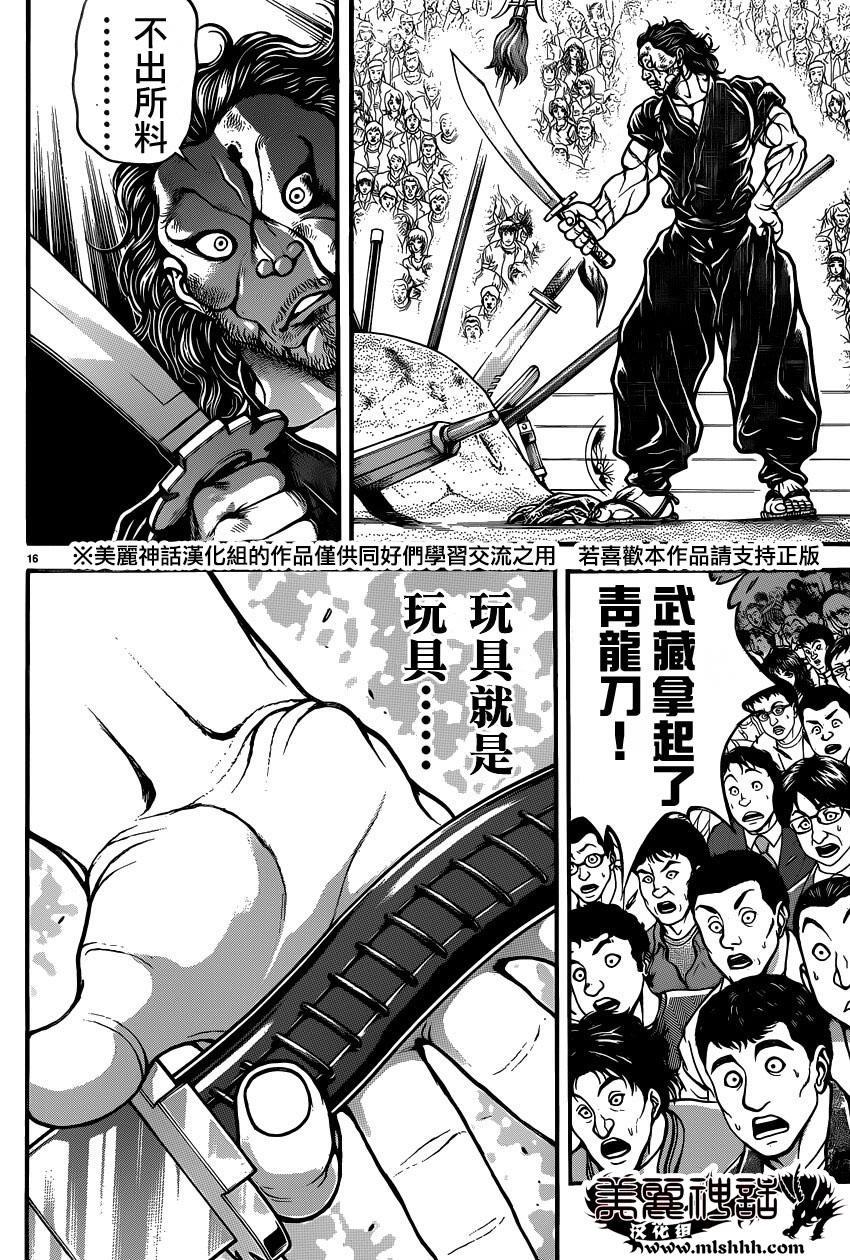 不出所料
………
16
※美麗神話漢化組的作品僅供同好們學習交流之用　若喜歡本作品請支持正版
武藏拿起了
青龍刀！
玩具就是
玩具……
美麗神話
汉化组
www.mlshhh.com